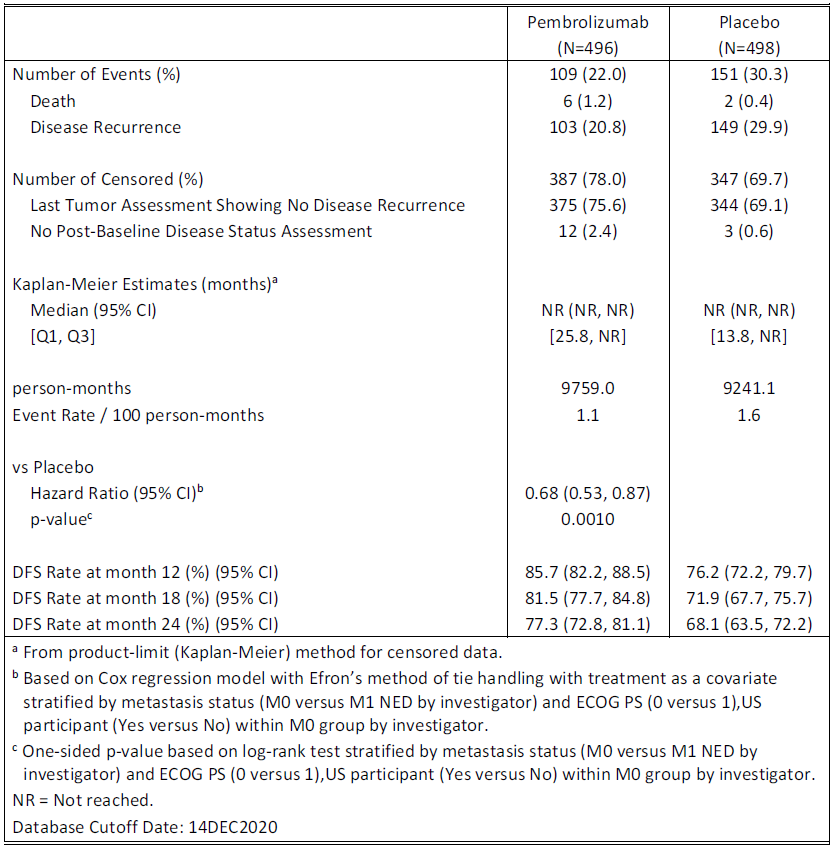 Pembrolizumab Placebo
(N=496) (N=498)
Number of Events (%) 109 (22.0) 151 (30.3)
Death 6 (1.2) 2 (0.4)
Disease Recurrence 103 (20.8) 149 (29.9)
Number of Censored (%) 387 (78.0) 347 (69.7)
Last Tumor Assessment Showing No Disease Recurrence 375 (75.6) 344 (69.1)
No Post-Baseline Disease Status Assessment 12 (2.4) 3 (0.6)
Kaplan-Meier Estimates (months)ᵃ
Median (95% CI) NR (NR, NR) NR (NR, NR)
[Q1, Q3] [25.8, NR] [13.8, NR]
person-months 9759.0 9241.1
Event Rate / 100 person-months 1.1 1.6
vs Placebo
Hazard Ratio (95% CI)ᵇ 0.68 (0.53, 0.87)
p-valueᶜ 0.0010
DFS Rate at month 12 (%) (95% CI) 85.7 (82.2, 88.5) 76.2 (72.2, 79.7)
DFS Rate at month 18 (%) (95% CI) 81.5 (77.7, 84.8) 71.9 (67.7, 75.7)
DFS Rate at month 24 (%) (95% CI) 77.3 (72.8, 81.1) 68.1 (63.5, 72.2)
ᵃ From product-limit (Kaplan-Meier) method for censored data.
ᵇ Based on Cox regression model with Efron’s method of tie handling with treatment as a covariate
stratified by metastasis status (M0 versus M1 NED by investigator) and ECOG PS (0 versus 1),US
participant (Yes versus No) within M0 group by investigator.
ᶜ One-sided p-value based on log-rank test stratified by metastasis status (M0 versus M1 NED by
investigator) and ECOG PS (0 versus 1),US participant (Yes versus No) within M0 group by investigator.
NR = Not reached.
Database Cutoff Date: 14DEC2020